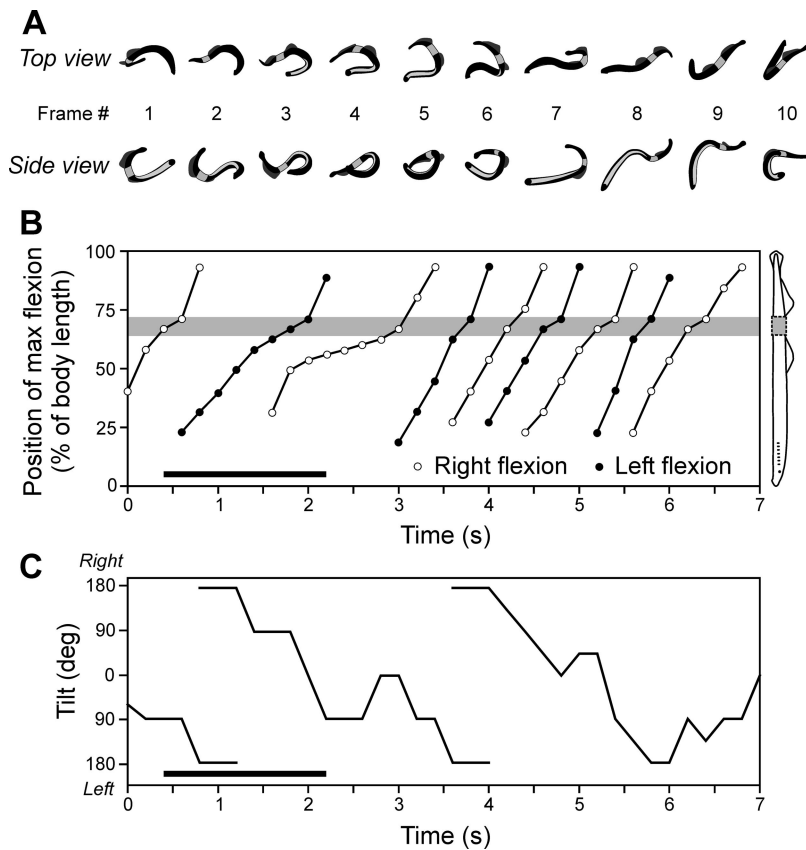 A
Top view
Frame # 1 2 3 4 5 6 7 8 9 10
Side view
B
Position of max flexion
(% of body length)
100
75
50
25
0
Right flexion
Left flexion
0 1 2 3 4 5 6 7
Time (s)
C
Right
180
90
0
90
180
Left
Tilt (deg)
0 1 2 3 4 5 6 7
Time (s)